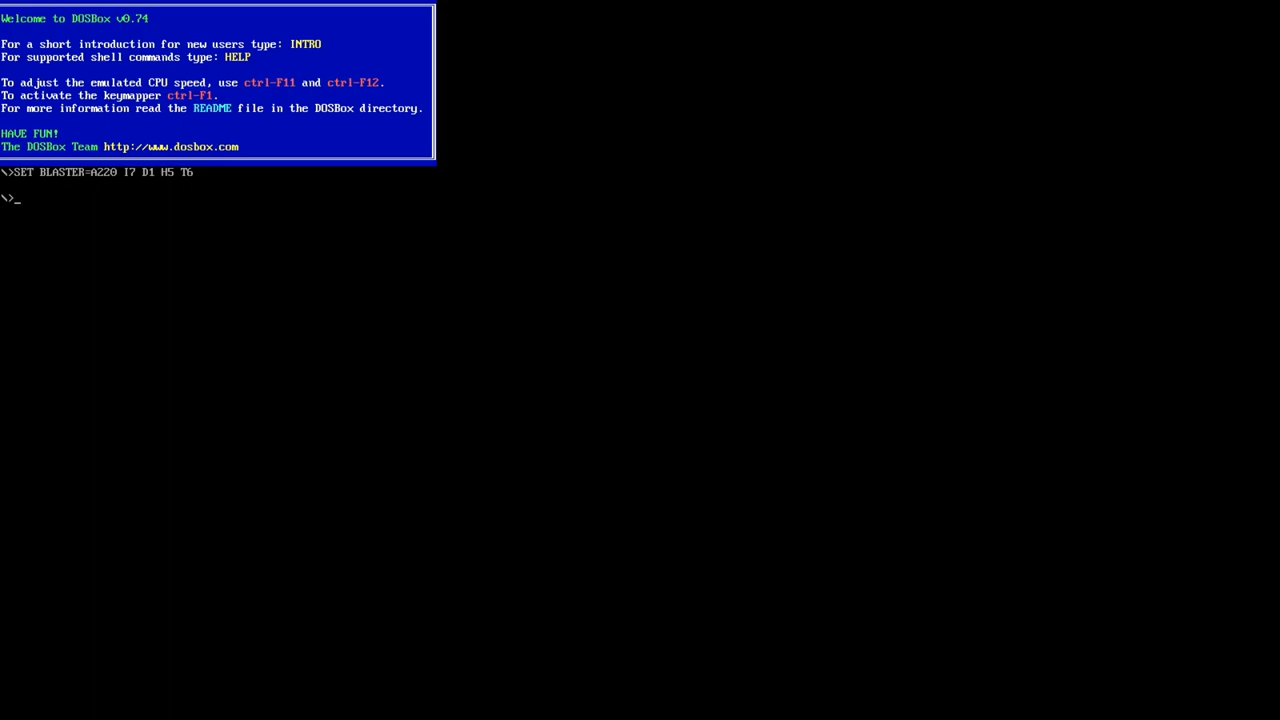 Welcome to DOSBox v0.74
For a short introduction for new users type: INTRO
For supported shell commands type: HELP
To adjust the emulated CPU speed, use ctrl-F11 and ctrl-F12.
To activate the keymapper ctrl-F1.
For more information read the README file in the DOSBox directory.
HAVE FUN!
The DOSBox Team http://www.dosbox.com
\>SET BLASTER=A220 I7 D1 H5 T6
\>_